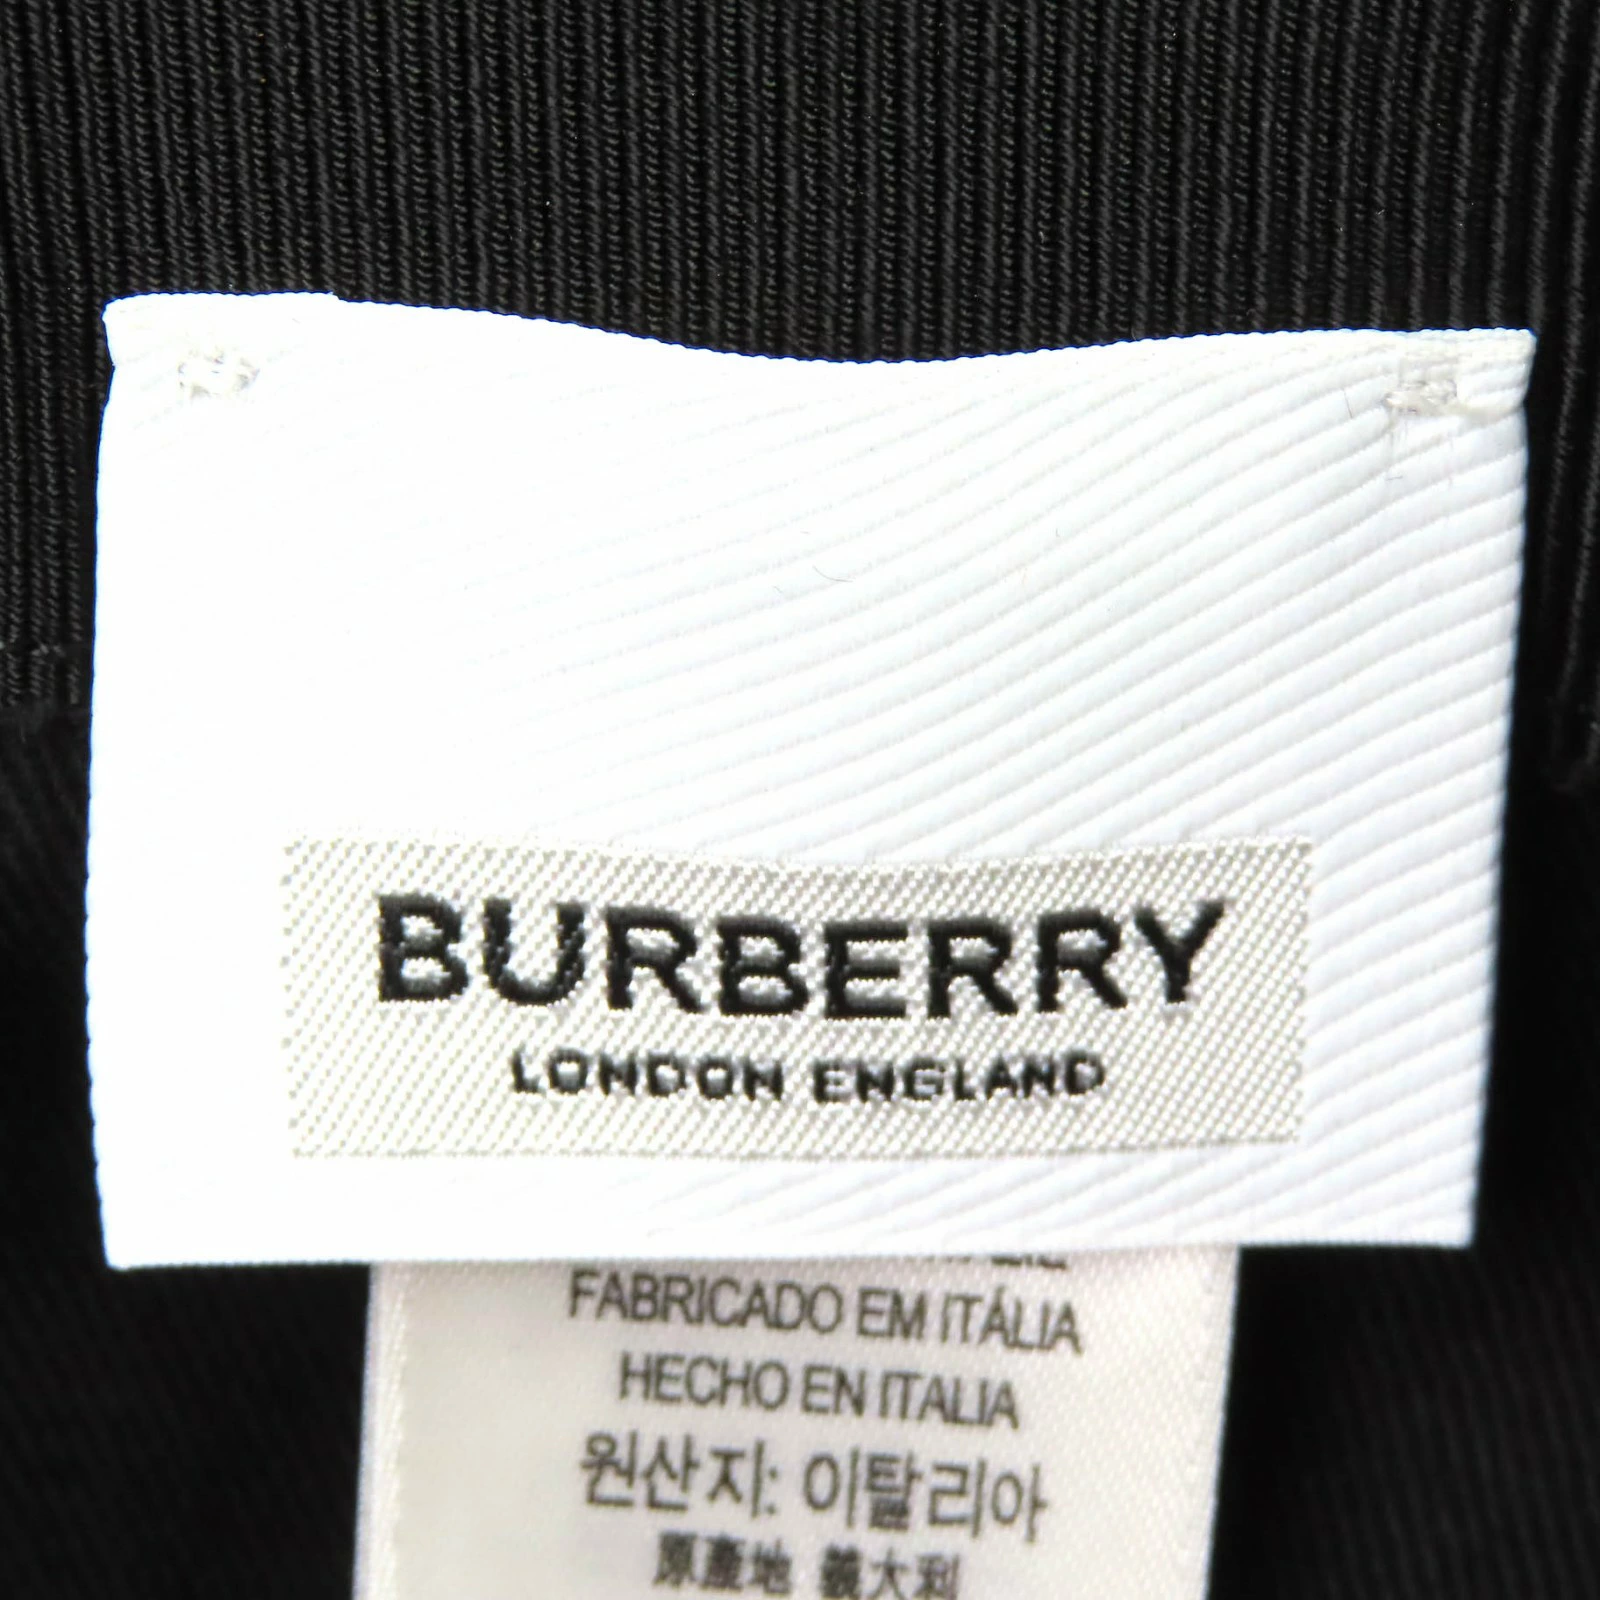 BURBERRY
LONDON ENGLAND
FABRICADO EM ITÁLIA
HECHO EN ITALIA
원산지: 이탈리아
原產地 義大利